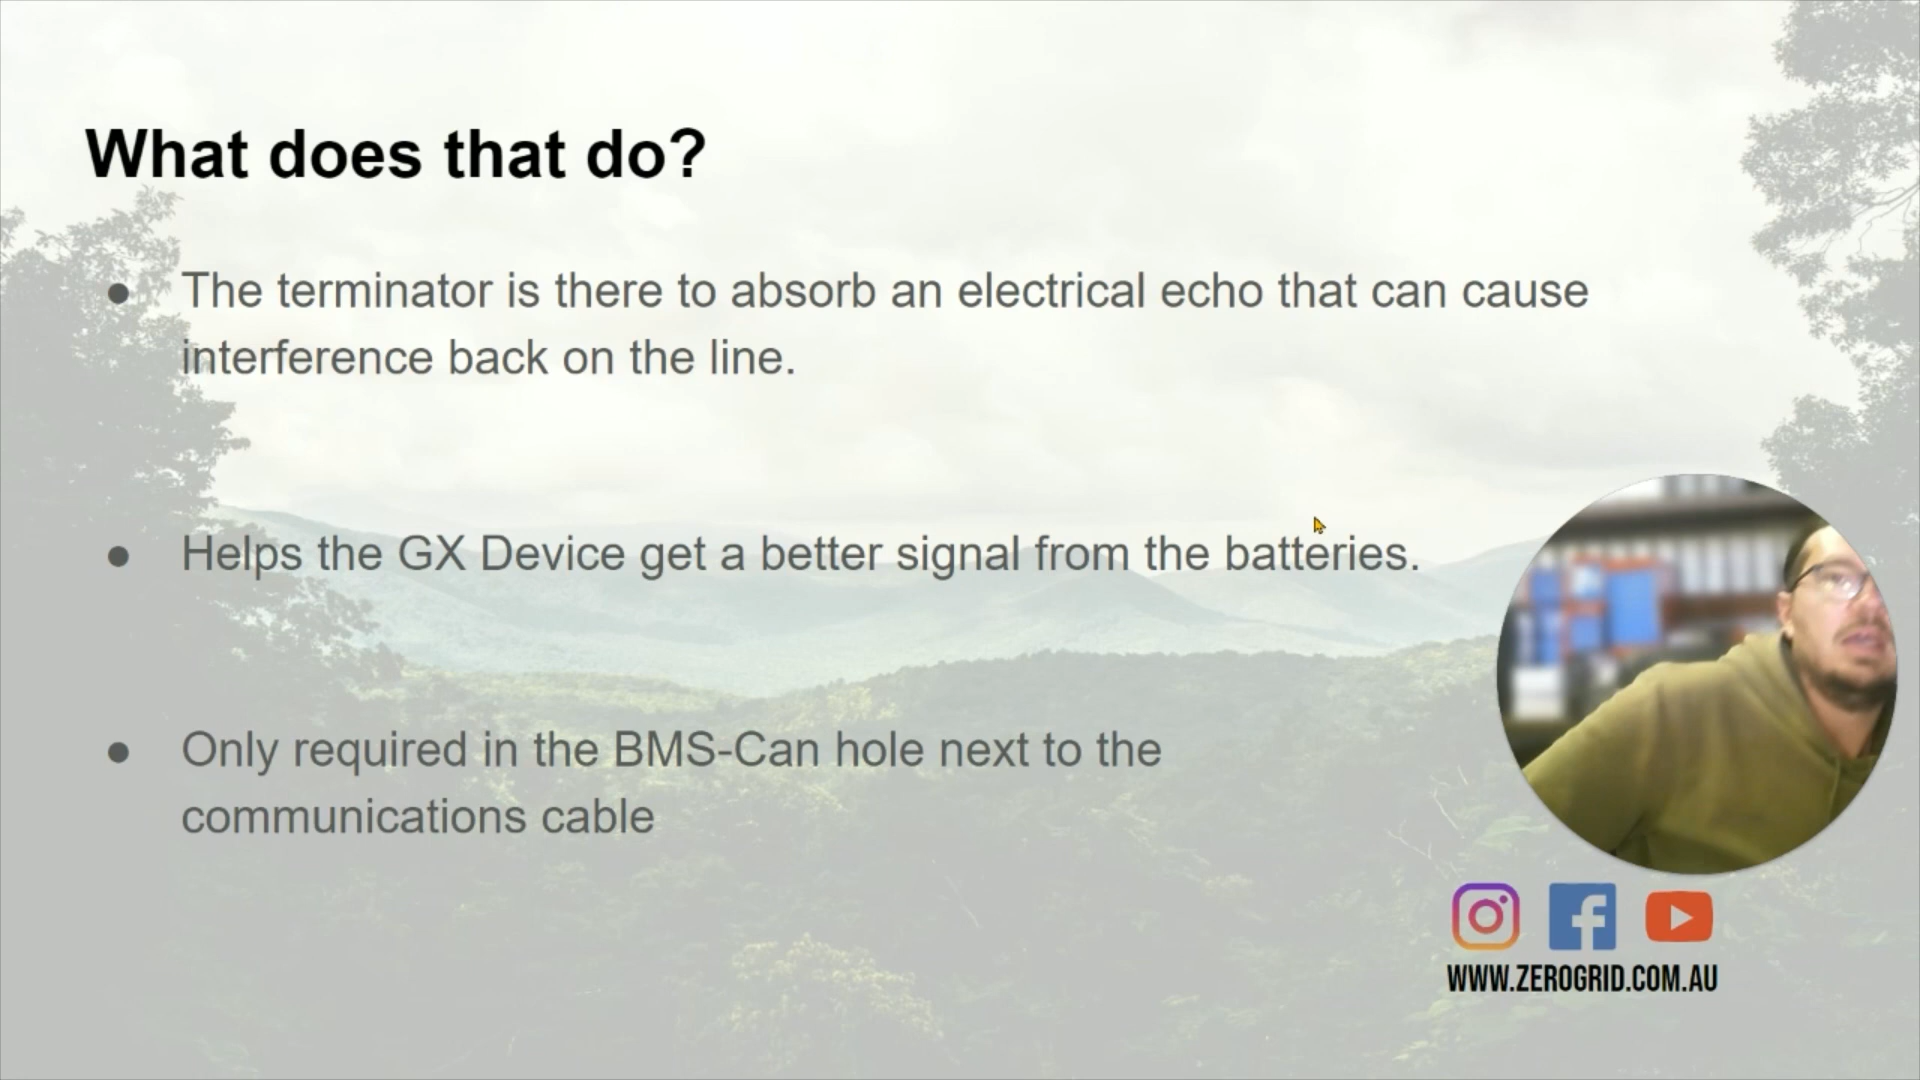 What does that do?
● The terminator is there to absorb an electrical echo that can cause
interference back on the line.
● Helps the GX Device get a better signal from the batteries.
● Only required in the BMS-Can hole next to the
communications cable
WWW.ZEROGRID.COM.AU